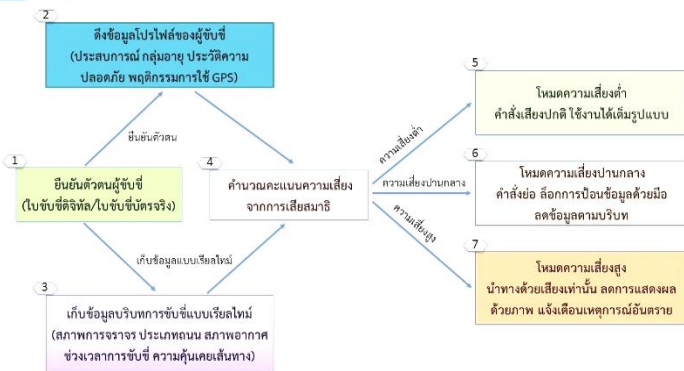 2
ดึงข้อมูลโปรไฟล์ของผู้ขับขี่
(ประสบการณ์ กลุ่มอายุ ประวัติความ
ปลอดภัย พฤติกรรมการใช้ GPS)
ยืนยันตัวตน
1
ยืนยันตัวตนผู้ขับขี่
(ใบขับขี่ดิจิทัล/ใบขับขี่บัตรจริง)
เก็บข้อมูลแบบเรียลไทม์
3
เก็บข้อมูลบริบทการขับขี่แบบเรียลไทม์
(สภาพการจราจร ประเภทถนน สภาพอากาศ
ช่วงเวลาการขับขี่ ความคุ้นเคยเส้นทาง)
4
คำนวณคะแนนความเสี่ยง
จากการเสียสมาธิ
ความเสี่ยงต่ำ
ความเสี่ยงปานกลาง
ความเสี่ยงสูง
5
โหมดความเสี่ยงต่ำ
คำสั่งเสียงปกติ ใช้งานได้เต็มรูปแบบ
6
โหมดความเสี่ยงปานกลาง
คำสั่งย่อ ล็อกการป้อนข้อมูลด้วยมือ
ลดข้อมูลตามบริบท
7
โหมดความเสี่ยงสูง
นำทางด้วยเสียงเท่านั้น ลดการแสดงผล
ด้วยภาพ แจ้งเตือนเหตุการณ์อันตราย